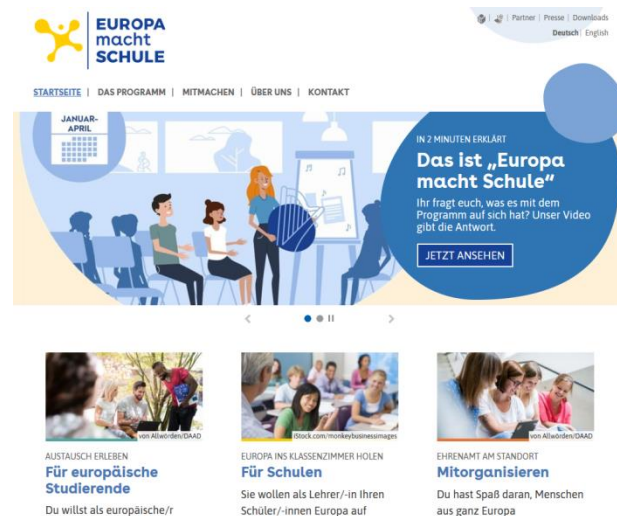 EUROPA
macht
SCHULE
Partner | Presse | Downloads
Deutsch | English
STARTSEITE | DAS PROGRAMM | MITMACHEN | ÜBER UNS | KONTAKT
JANUAR-
APRIL
IN 2 MINUTEN ERKLÄRT
Das ist „Europa
macht Schule“
Ihr fragt euch, was es mit dem
Programm auf sich hat? Unser Video
gibt die Antwort.
JETZT ANSEHEN
von Allwörden/DAAD
AUSTAUSCH ERLEBEN
Für europäische
Studierende
Du willst als europäische/r
iStock.com/monkeybusinessimages
EUROPA INS KLASSENZIMMER HOLEN
Für Schulen
Sie wollen als Lehrer/-in Ihren
Schüler/-innen Europa auf
von Allwörden/DAAD
EHRENAMT AM STANDORT
Mitorganisieren
Du hast Spaß daran, Menschen
aus ganz Europa